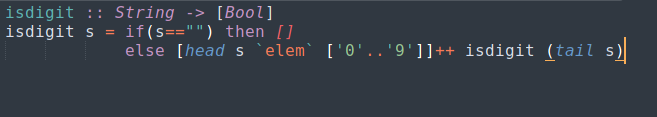 isdigit :: String -> [Bool]
isdigit s = if(s=="") then []
else [head s `elem` ['0'..'9']]++ isdigit (tail s)